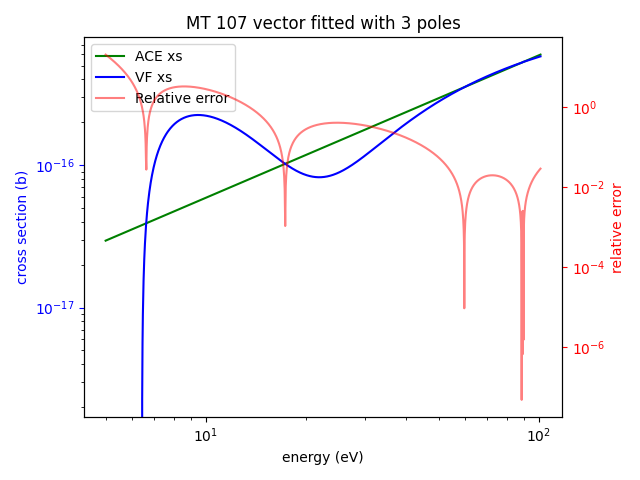 MT 107 vector fitted with 3 poles
ACE xs
VF xs
Relative error
cross section (b)
10⁻¹⁶
10⁻¹⁷
10⁰
10⁻²
10⁻⁴
10⁻⁶
relative error
10¹
10²
energy (eV)